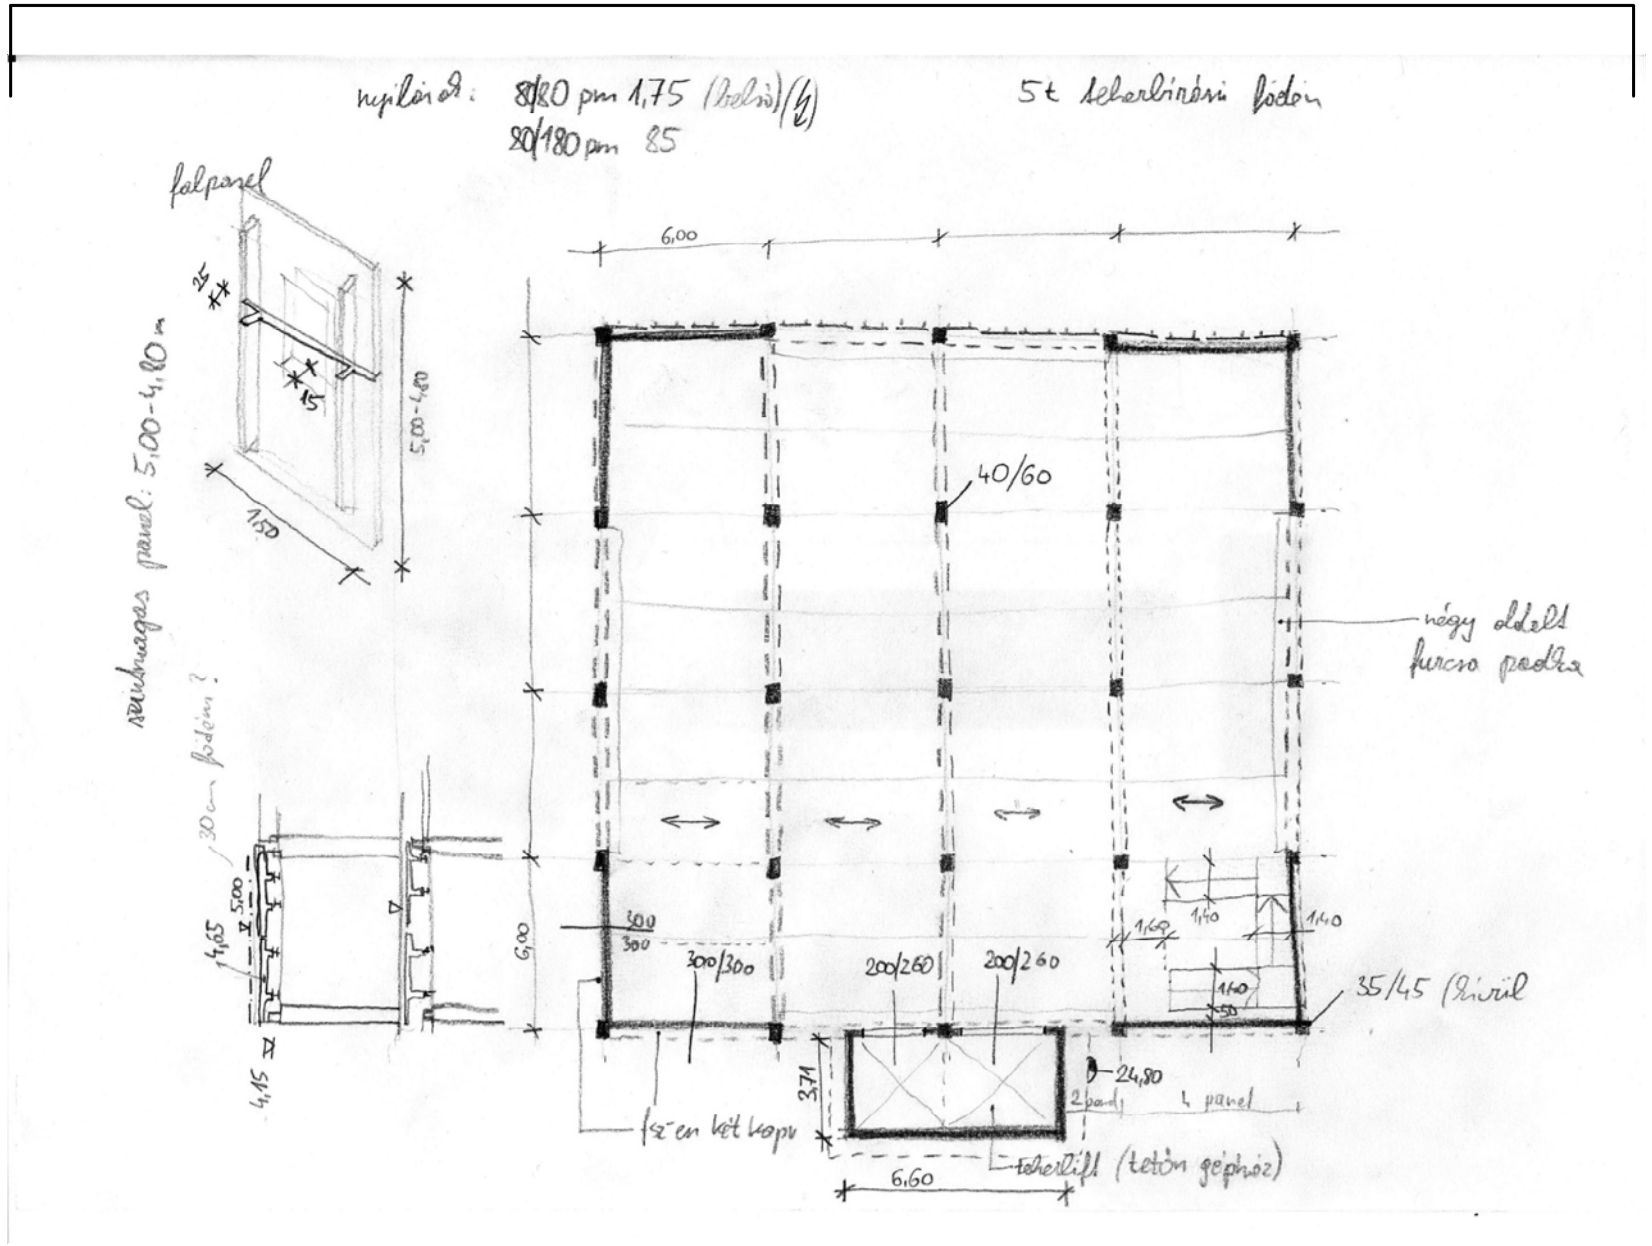 nyílások: 80/80 pm 1,75 (belső)
80/180 pm 85
5t teherbírású födém
falpanel
6,00
25
15
5,00-4,80
1,50
szintmagas panel: 5,00-4,80 m
40/60
négy oldalt
furcsa padka
30 cm födém?
5,00
4,65
4,15
6,00
300
300
300/300
200/260
200/260
1,60
1,40
1,40
1,40
50
35/45 (kívül
3,71
24,80
2 panel
4 panel
fsz-en két kapu
teherlift (tetőn gépház)
6,60